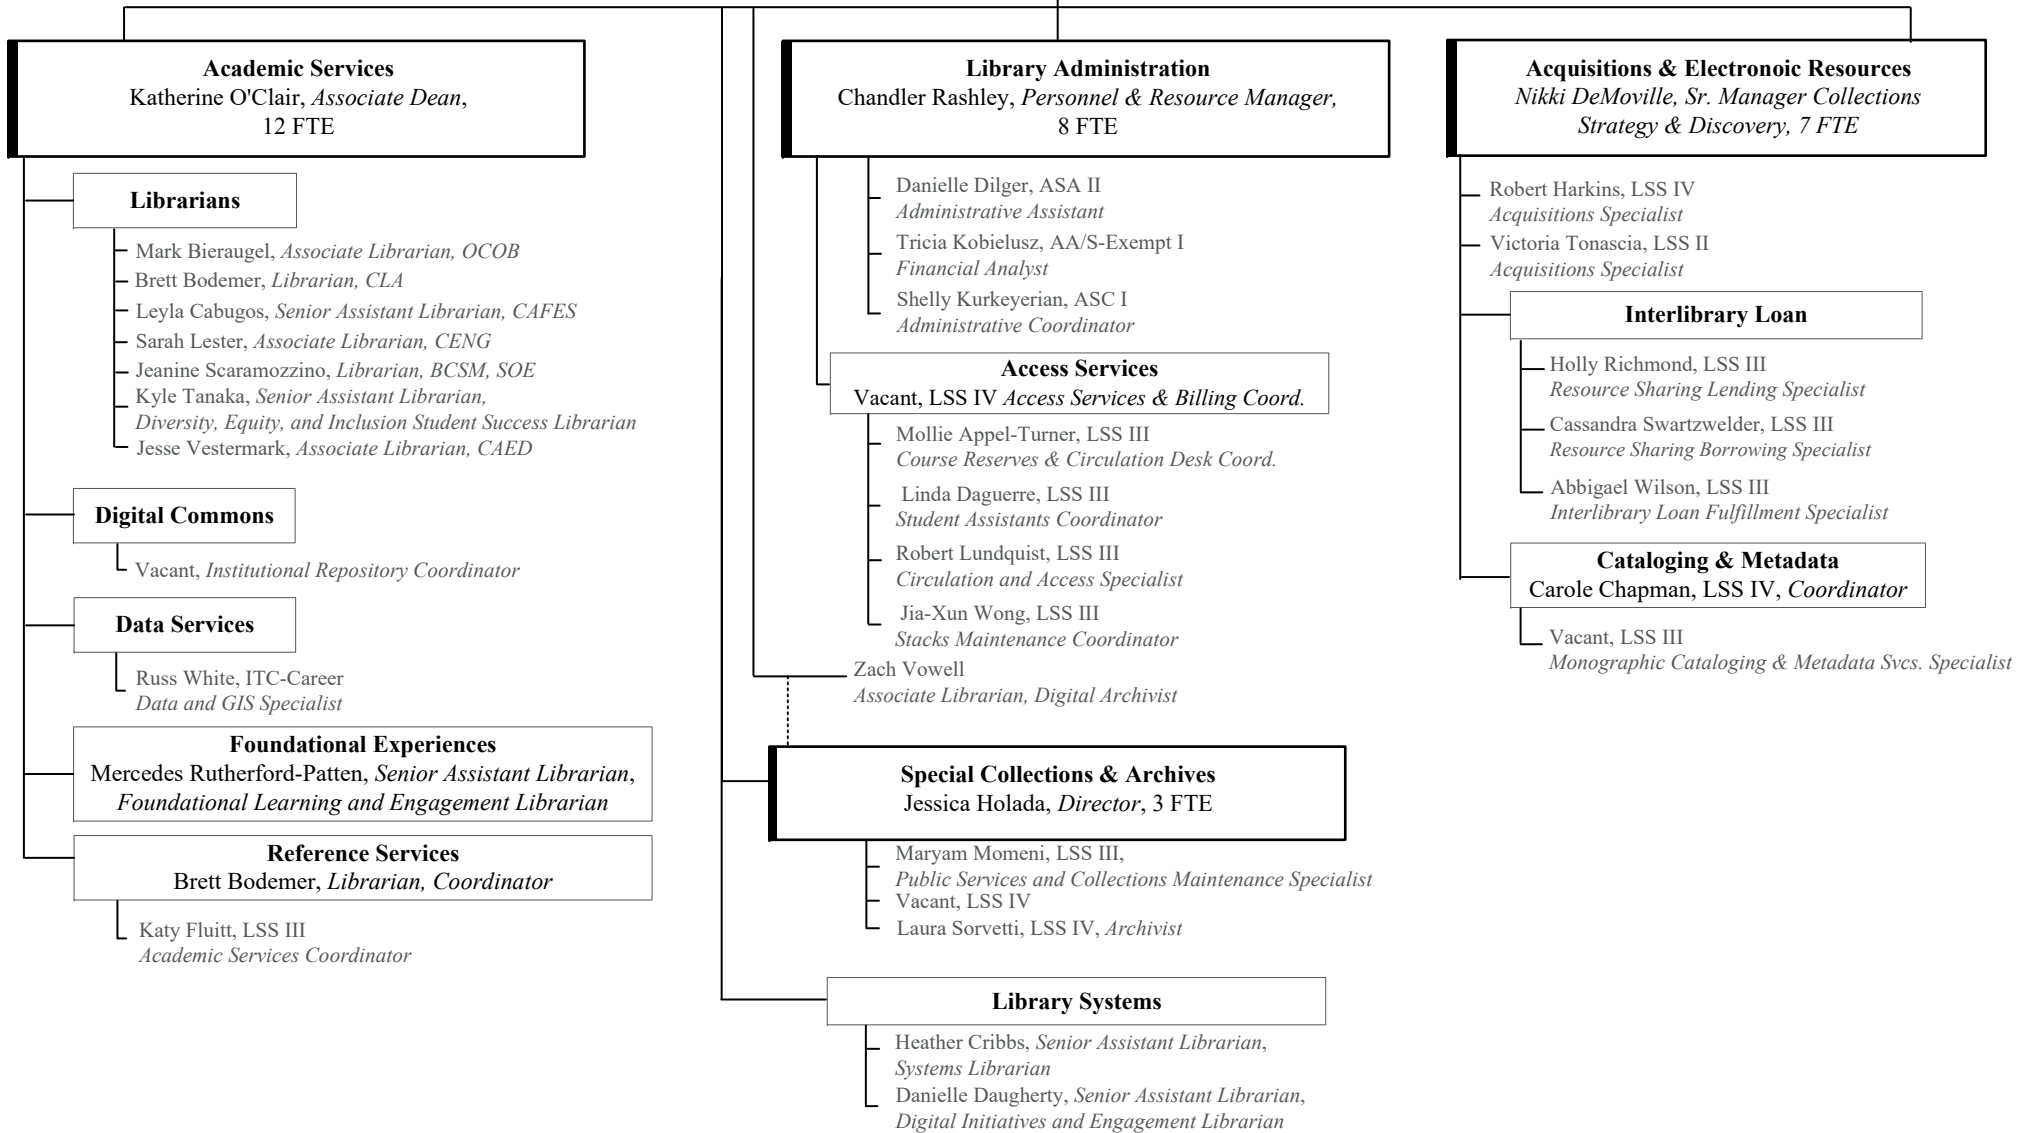 Academic Services
Katherine O'Clair, Associate Dean,
12 FTE
Librarians
Mark Bieraugel, Associate Librarian, OCOB
Brett Bodemer, Librarian, CLA
Leyla Cabugos, Senior Assistant Librarian, CAFES
Sarah Lester, Associate Librarian, CENG
Jeanine Scaramozzino, Librarian, BCSM, SOE
Kyle Tanaka, Senior Assistant Librarian,
Diversity, Equity, and Inclusion Student Success Librarian
Jesse Vestermark, Associate Librarian, CAED
Digital Commons
Vacant, Institutional Repository Coordinator
Data Services
Russ White, ITC-Career
Data and GIS Specialist
Foundational Experiences
Mercedes Rutherford-Patten, Senior Assistant Librarian,
Foundational Learning and Engagement Librarian
Reference Services
Brett Bodemer, Librarian, Coordinator
Katy Fluitt, LSS III
Academic Services Coordinator
Library Administration
Chandler Rashley, Personnel & Resource Manager,
8 FTE
Danielle Dilger, ASA II
Administrative Assistant
Tricia Kobielusz, AA/S-Exempt I
Financial Analyst
Shelly Kurkeyerian, ASC I
Administrative Coordinator
Access Services
Vacant, LSS IV Access Services & Billing Coord.
Mollie Appel-Turner, LSS III
Course Reserves & Circulation Desk Coord.
Linda Daguerre, LSS III
Student Assistants Coordinator
Robert Lundquist, LSS III
Circulation and Access Specialist
Jia-Xun Wong, LSS III
Stacks Maintenance Coordinator
Zach Vowell
Associate Librarian, Digital Archivist
Special Collections & Archives
Jessica Holada, Director, 3 FTE
Maryam Momeni, LSS III,
Public Services and Collections Maintenance Specialist
Vacant, LSS IV
Laura Sorvetti, LSS IV, Archivist
Library Systems
Heather Cribbs, Senior Assistant Librarian,
Systems Librarian
Danielle Daugherty, Senior Assistant Librarian,
Digital Initiatives and Engagement Librarian
Acquisitions & Electronoic Resources
Nikki DeMoville, Sr. Manager Collections
Strategy & Discovery, 7 FTE
Robert Harkins, LSS IV
Acquisitions Specialist
Victoria Tonascia, LSS II
Acquisitions Specialist
Interlibrary Loan
Holly Richmond, LSS III
Resource Sharing Lending Specialist
Cassandra Swartzwelder, LSS III
Resource Sharing Borrowing Specialist
Abbigael Wilson, LSS III
Interlibrary Loan Fulfillment Specialist
Cataloging & Metadata
Carole Chapman, LSS IV, Coordinator
Vacant, LSS III
Monographic Cataloging & Metadata Svcs. Specialist